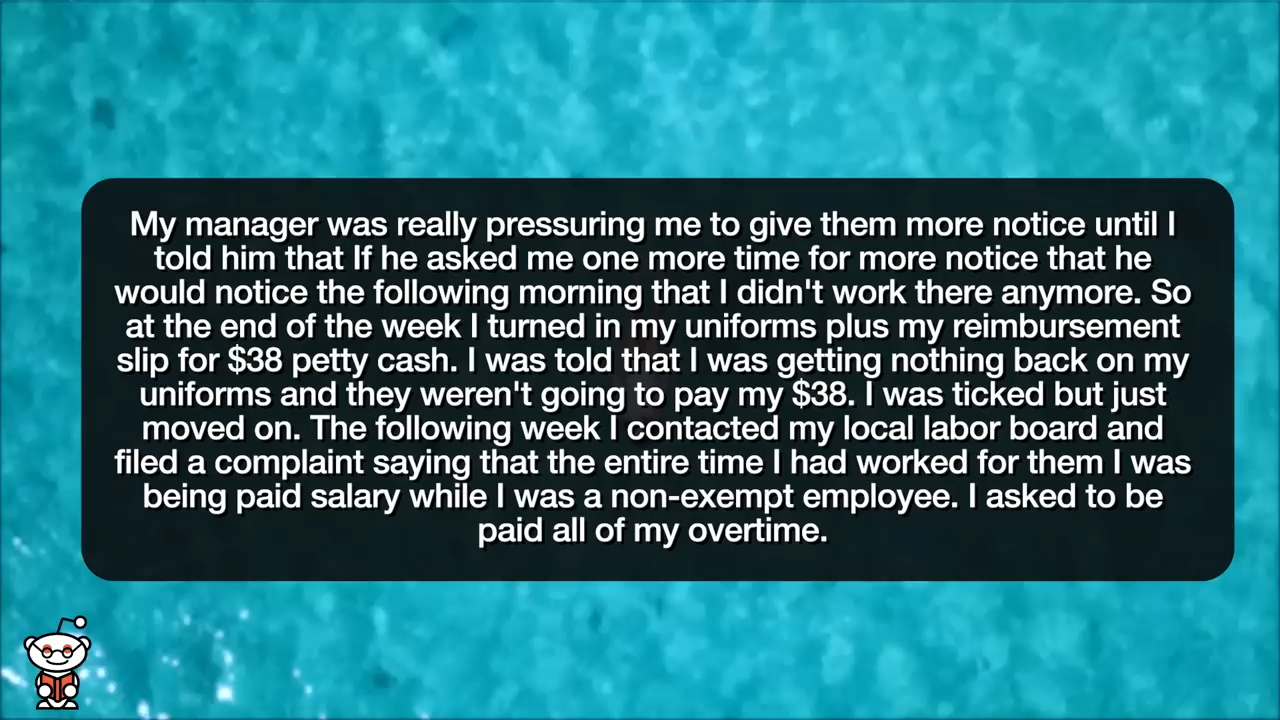 My manager was really pressuring me to give them more notice until I
told him that If he asked me one more time for more notice that he
would notice the following morning that I didn't work there anymore. So
at the end of the week I turned in my uniforms plus my reimbursement
slip for $38 petty cash. I was told that I was getting nothing back on my
uniforms and they weren't going to pay my $38. I was ticked but just
moved on. The following week I contacted my local labor board and
filed a complaint saying that the entire time I had worked for them I was
being paid salary while I was a non-exempt employee. I asked to be
paid all of my overtime.